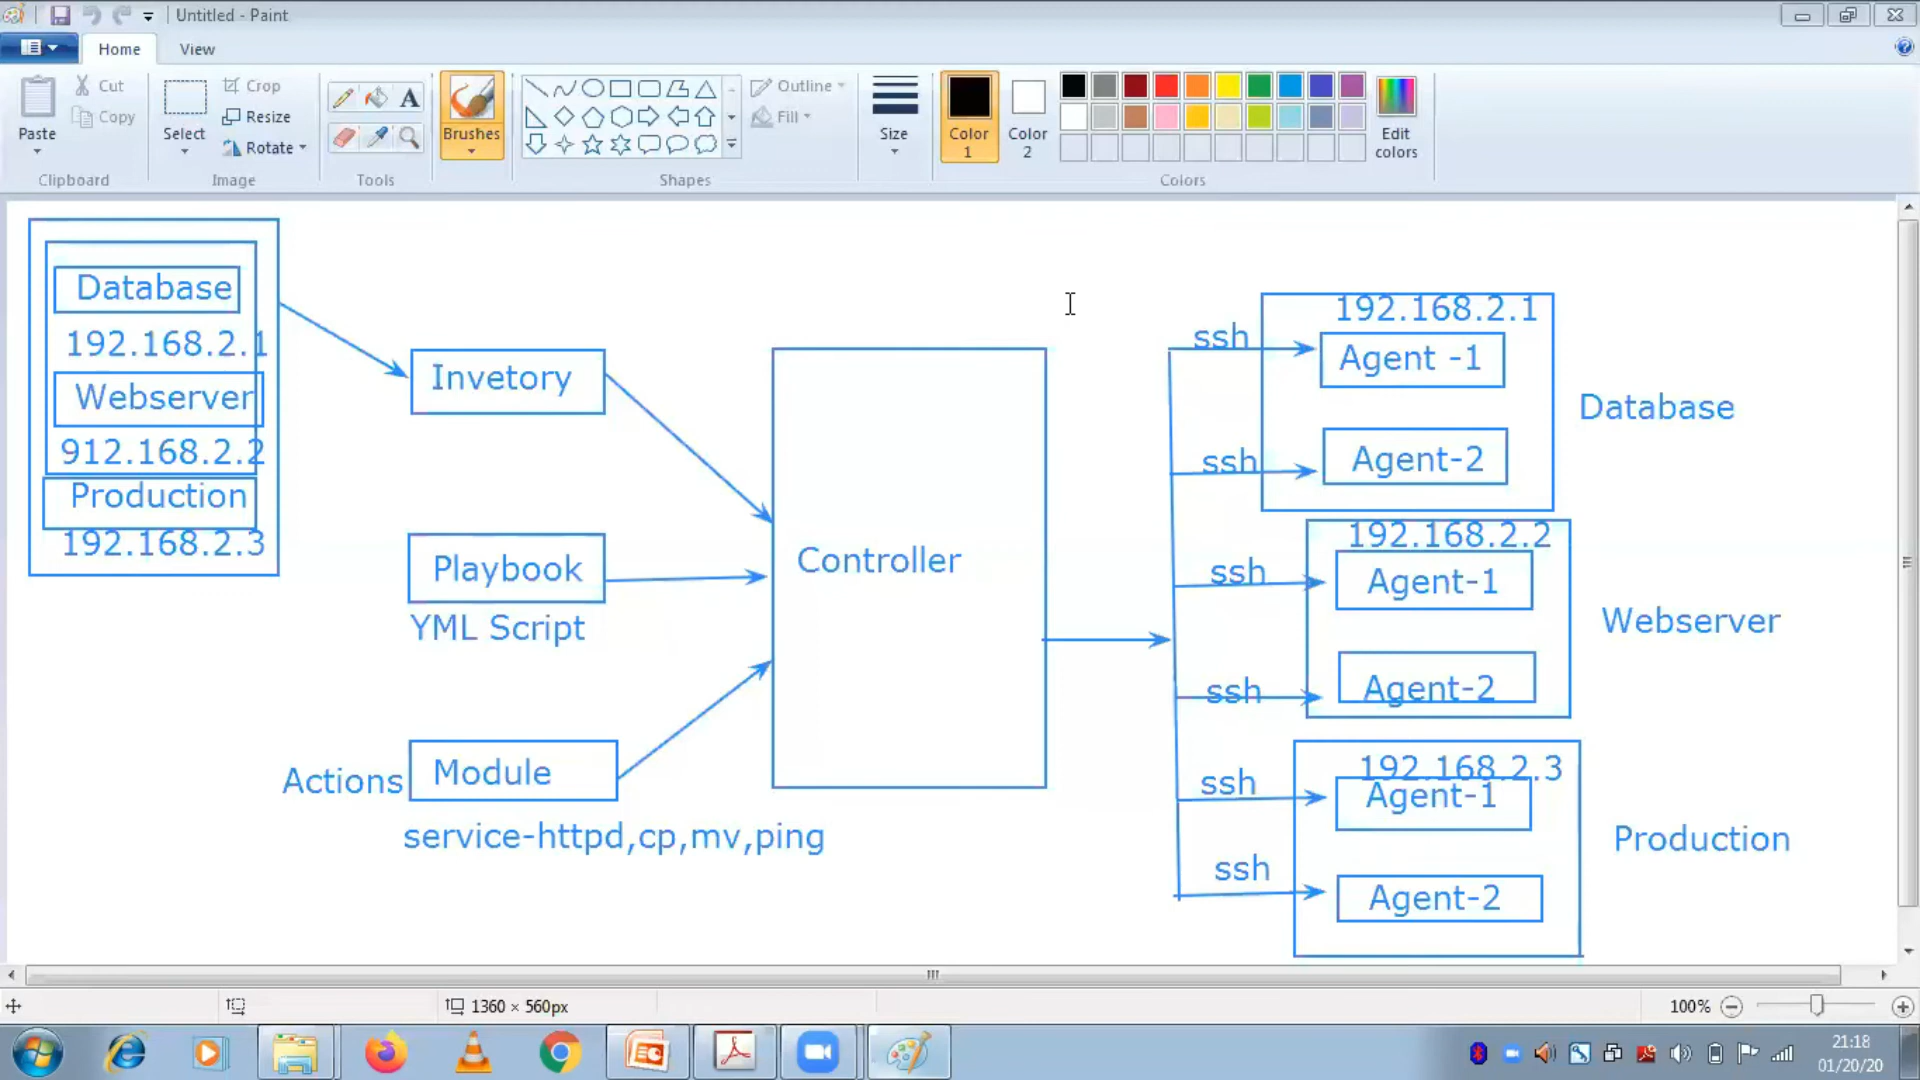 Untitled - Paint
Home
View
Paste
Cut
Copy
Clipboard
Select
Crop
Resize
Rotate
Image
A
Tools
Brushes
Outline
Fill
Shapes
Size
Color 1
Color 2
Edit colors
Colors
Database
192.168.2.1
Webserver
912.168.2.2
Production
192.168.2.3
Invetory
Playbook
YML Script
Actions
Module
service-httpd,cp,mv,ping
Controller
ssh
ssh
ssh
ssh
ssh
ssh
192.168.2.1
Agent -1
Agent-2
Database
192.168.2.2
Agent-1
Agent-2
Webserver
192.168.2.3
Agent-1
Agent-2
Production
1360 × 560px
100%
21:18
01/20/20